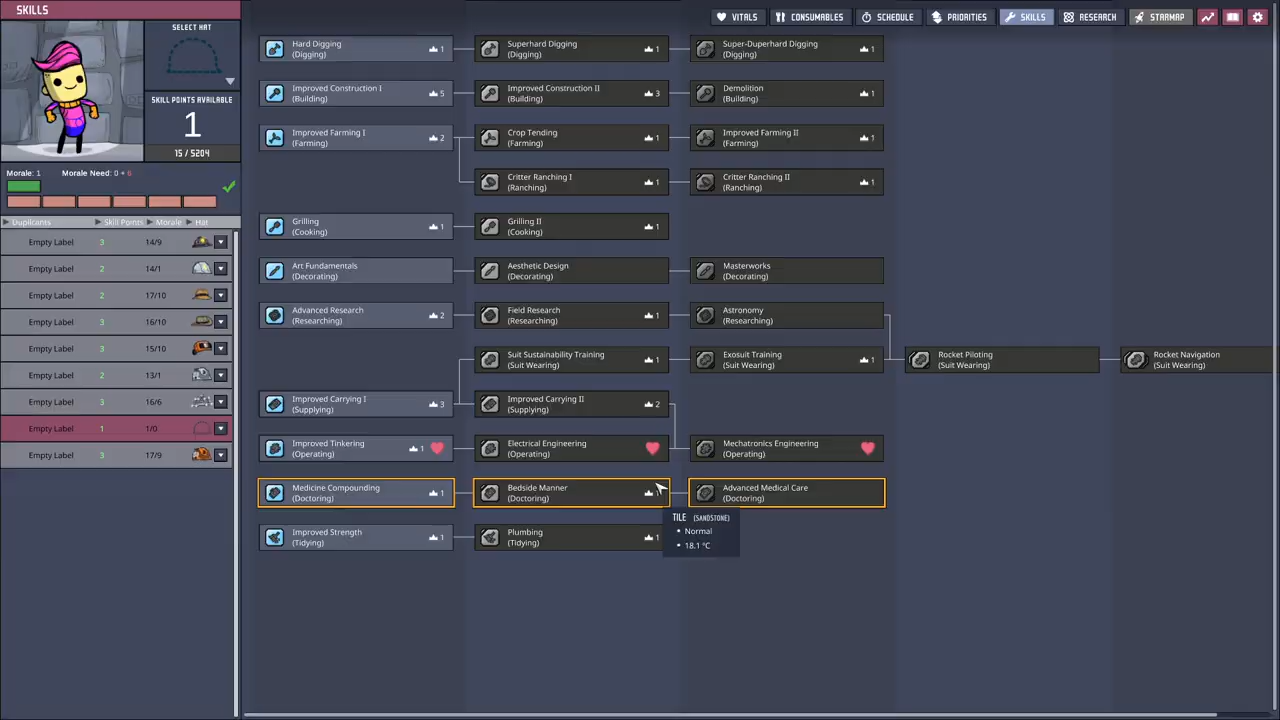 SKILLS
VITALS
CONSUMABLES
SCHEDULE
PRIORITIES
SKILLS
RESEARCH
STARMAP
SELECT HAT
SKILL POINTS AVAILABLE
1
15 / 5204
Morale: 1
Morale Need: 0 + 6
Duplicants
Skill Points
Morale
Hat
Empty Label 3 14/9
Empty Label 2 14/1
Empty Label 2 17/10
Empty Label 3 16/10
Empty Label 3 15/10
Empty Label 2 13/1
Empty Label 3 16/6
Empty Label 1 1/0
Empty Label 3 17/9
Hard Digging
(Digging)
1
Superhard Digging
(Digging)
1
Super-Duperhard Digging
(Digging)
1
Improved Construction I
(Building)
5
Improved Construction II
(Building)
3
Demolition
(Building)
1
Improved Farming I
(Farming)
2
Crop Tending
(Farming)
1
Improved Farming II
(Farming)
1
Critter Ranching I
(Ranching)
1
Critter Ranching II
(Ranching)
1
Grilling
(Cooking)
1
Grilling II
(Cooking)
1
Art Fundamentals
(Decorating)
Aesthetic Design
(Decorating)
Masterworks
(Decorating)
Advanced Research
(Researching)
2
Field Research
(Researching)
1
Astronomy
(Researching)
Suit Sustainability Training
(Suit Wearing)
1
Exosuit Training
(Suit Wearing)
1
Rocket Piloting
(Suit Wearing)
Rocket Navigation
(Suit Wearing)
Improved Carrying I
(Supplying)
3
Improved Carrying II
(Supplying)
2
Improved Tinkering
(Operating)
1
Electrical Engineering
(Operating)
Mechatronics Engineering
(Operating)
Medicine Compounding
(Doctoring)
1
Bedside Manner
(Doctoring)
Advanced Medical Care
(Doctoring)
Improved Strength
(Tidying)
1
Plumbing
(Tidying)
1
TILE (SANDSTONE)
• Normal
• 18.1 ºC